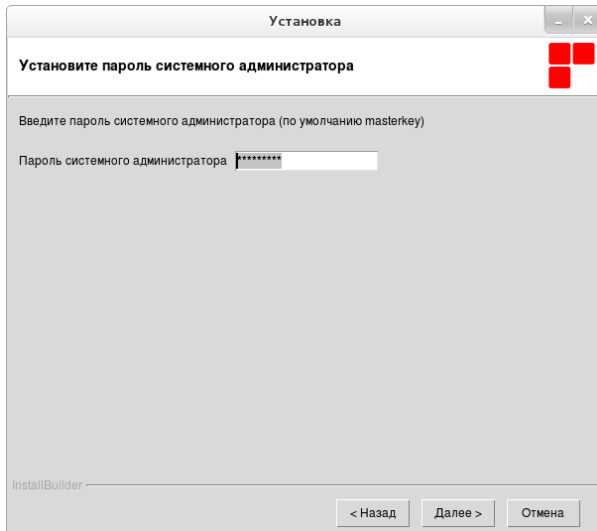 Установка
Установите пароль системного администратора
Введите пароль системного администратора (по умолчанию masterkey)
Пароль системного администратора *********
InstallBuilder
< Назад Далее > Отмена